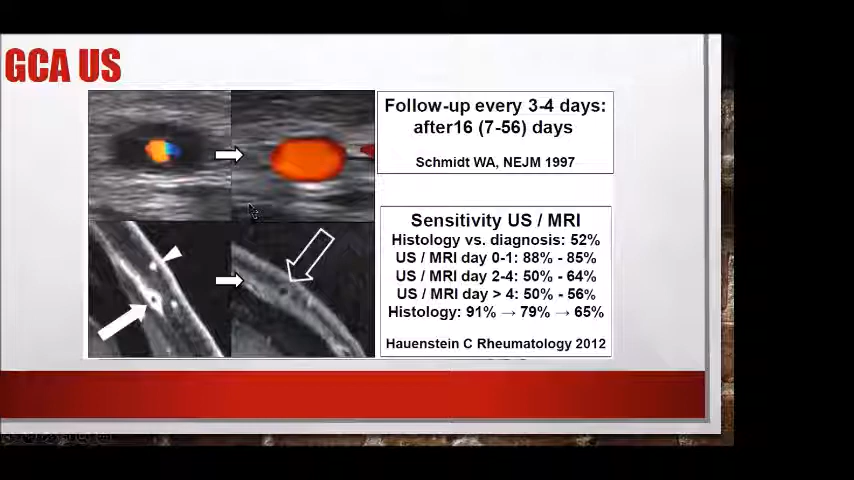 GCA US
Follow-up every 3-4 days:
after16 (7-56) days
Schmidt WA, NEJM 1997
Sensitivity US / MRI
Histology vs. diagnosis: 52%
US / MRI day 0-1: 88% - 85%
US / MRI day 2-4: 50% - 64%
US / MRI day > 4: 50% - 56%
Histology: 91% → 79% → 65%
Hauenstein C Rheumatology 2012